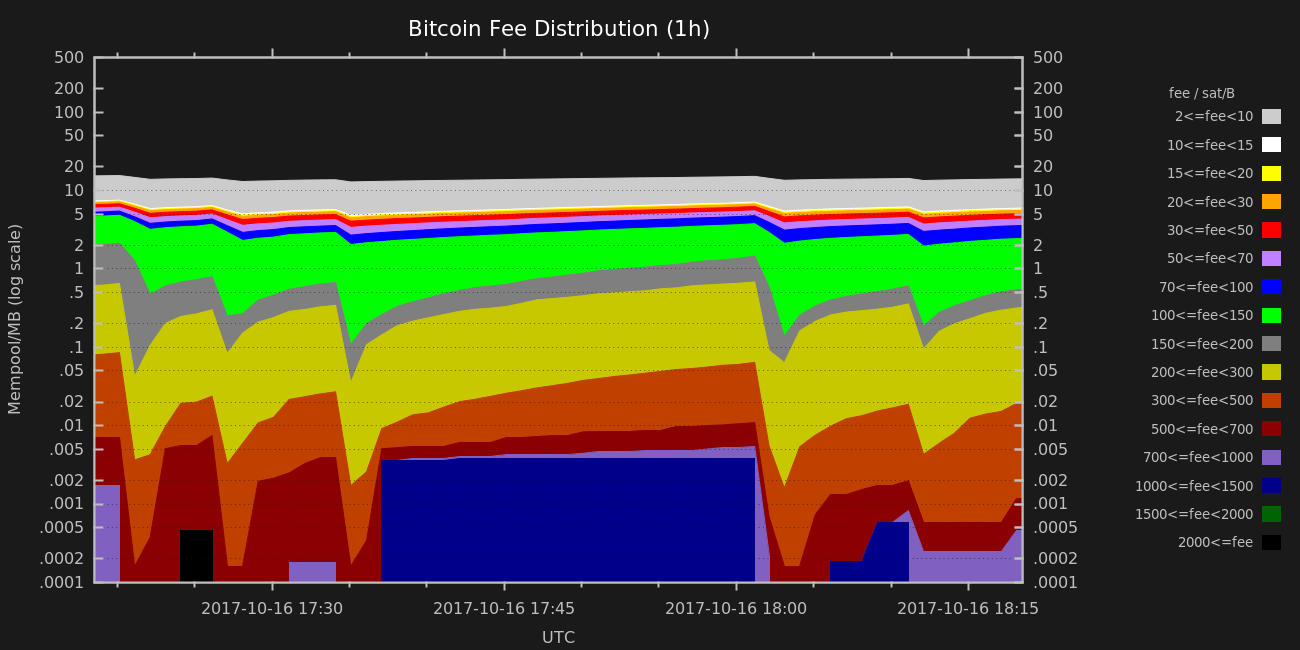 Bitcoin Fee Distribution (1h)
Mempool/MB (log scale)
500
200
100
50
20
10
5
2
1
.5
.2
.1
.05
.02
.01
.005
.002
.001
.0005
.0002
.0001
500
200
100
50
20
10
5
2
1
.5
.2
.1
.05
.02
.01
.005
.002
.001
.0005
.0002
.0001
2017-10-16 17:30
2017-10-16 17:45
2017-10-16 18:00
2017-10-16 18:15
UTC
fee / sat/B
2<=fee<10
10<=fee<15
15<=fee<20
20<=fee<30
30<=fee<50
50<=fee<70
70<=fee<100
100<=fee<150
150<=fee<200
200<=fee<300
300<=fee<500
500<=fee<700
700<=fee<1000
1000<=fee<1500
1500<=fee<2000
2000<=fee